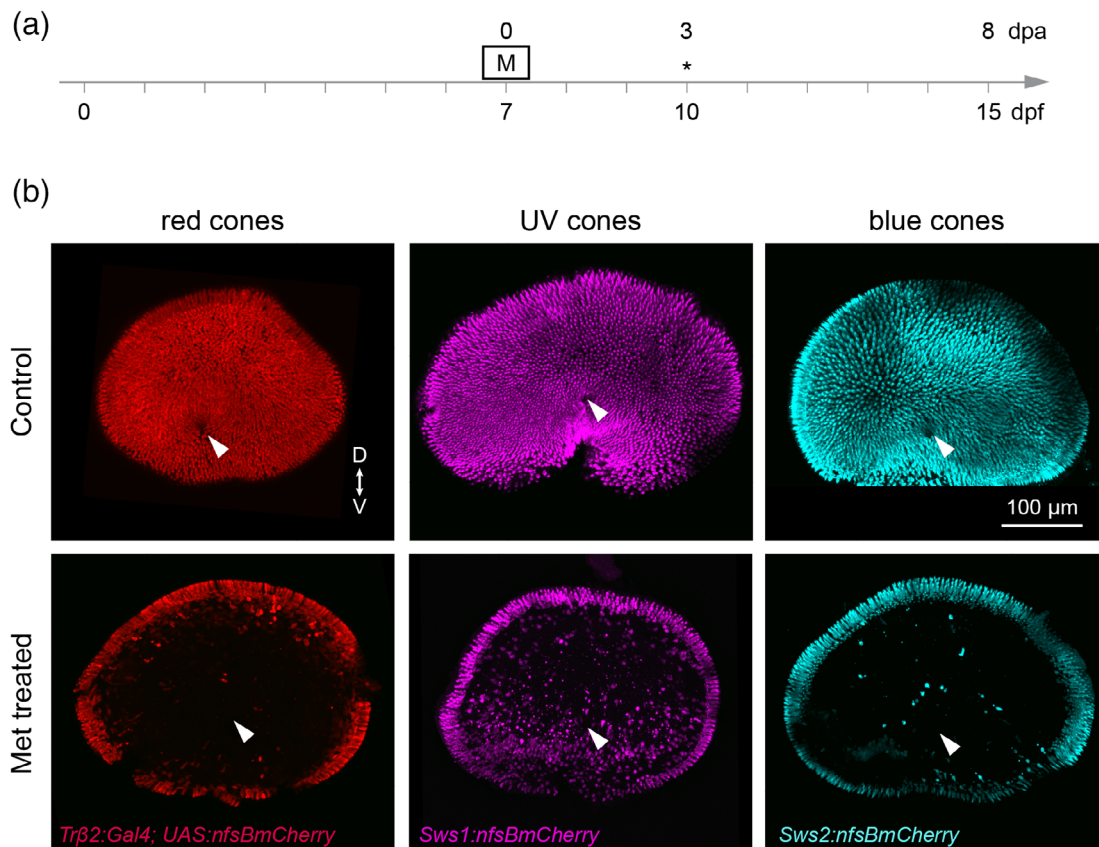 (a)
0 3 8 dpa
M *
0 7 10 15 dpf
(b)
red cones UV cones blue cones
Control
D
V
100 µm
Met treated
Trβ2:Gal4; UAS:nfsBmCherry Sws1:nfsBmCherry Sws2:nfsBmCherry